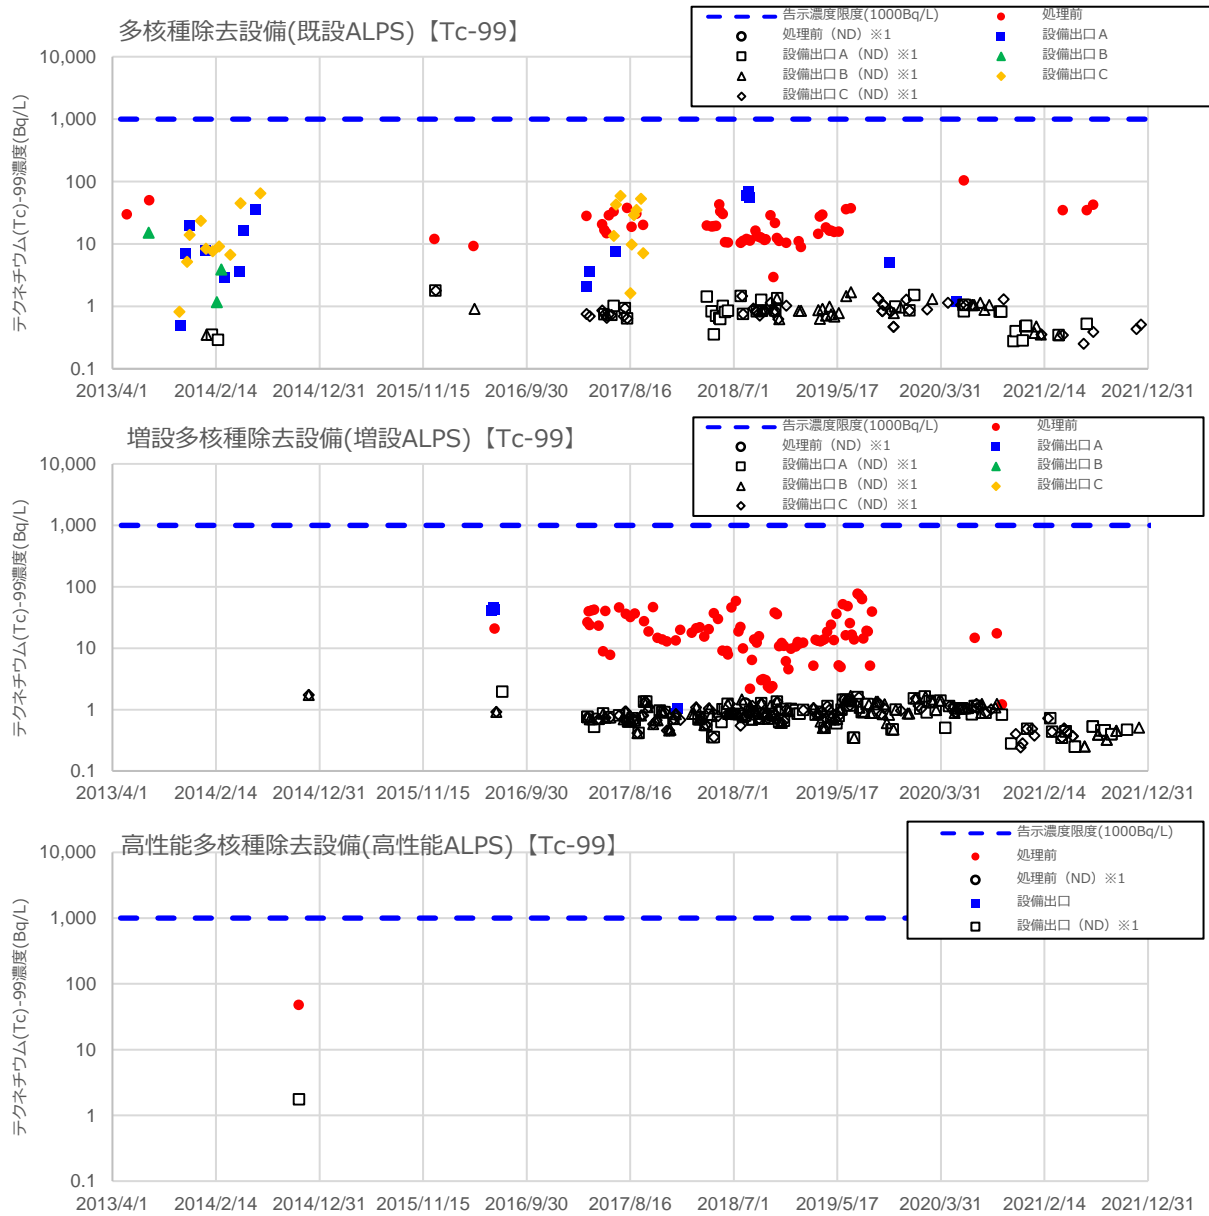 多核種除去設備(既設ALPS)【Tc-99】
告示濃度限度(1000Bq/L)
処理前
処理前（ND）※1
設備出口A
設備出口A（ND）※1
設備出口B
設備出口B（ND）※1
設備出口C
設備出口C（ND）※1
テクネチウム(Tc)-99濃度(Bq/L)
10,000
1,000
100
10
1
0.1
2013/4/1 2014/2/14 2014/12/31 2015/11/15 2016/9/30 2017/8/16 2018/7/1 2019/5/17 2020/3/31 2021/2/14 2021/12/31
増設多核種除去設備(増設ALPS)【Tc-99】
告示濃度限度(1000Bq/L)
処理前
処理前（ND）※1
設備出口A
設備出口A（ND）※1
設備出口B
設備出口B（ND）※1
設備出口C
設備出口C（ND）※1
テクネチウム(Tc)-99濃度(Bq/L)
10,000
1,000
100
10
1
0.1
2013/4/1 2014/2/14 2014/12/31 2015/11/15 2016/9/30 2017/8/16 2018/7/1 2019/5/17 2020/3/31 2021/2/14 2021/12/31
高性能多核種除去設備(高性能ALPS)【Tc-99】
告示濃度限度(1000Bq/L)
処理前
処理前（ND）※1
設備出口
設備出口（ND）※1
テクネチウム(Tc)-99濃度(Bq/L)
10,000
1,000
100
10
1
0.1
2013/4/1 2014/2/14 2014/12/31 2015/11/15 2016/9/30 2017/8/16 2018/7/1 2019/5/17 2020/3/31 2021/2/14 2021/12/31